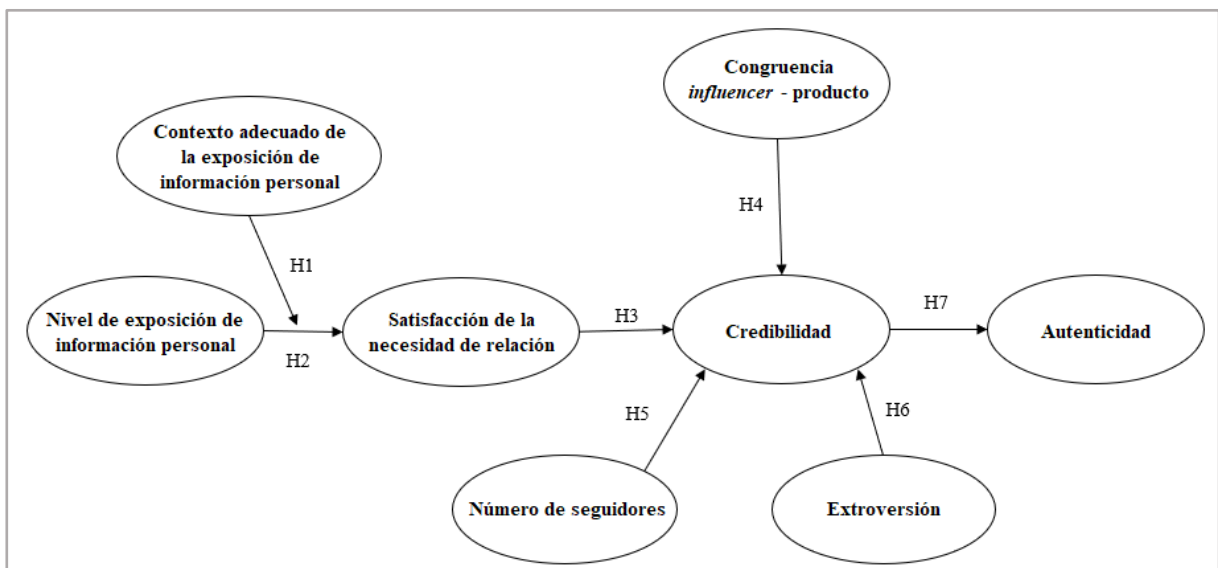 Congruencia
influencer - producto
Contexto adecuado de
la exposición de
información personal
H4
H1
Nivel de exposición de
información personal
H2
Satisfacción de la
necesidad de relación
H3
Credibilidad
H7
Autenticidad
H5
H6
Número de seguidores
Extroversión